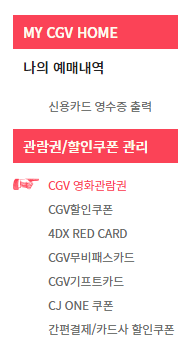 MY CGV HOME
나의 예매내역
신용카드 영수증 출력
관람권/할인쿠폰 관리
CGV 영화관람권
CGV할인쿠폰
4DX RED CARD
CGV무비패스카드
CGV기프트카드
CJ ONE 쿠폰
간편결제/카드사 할인쿠폰